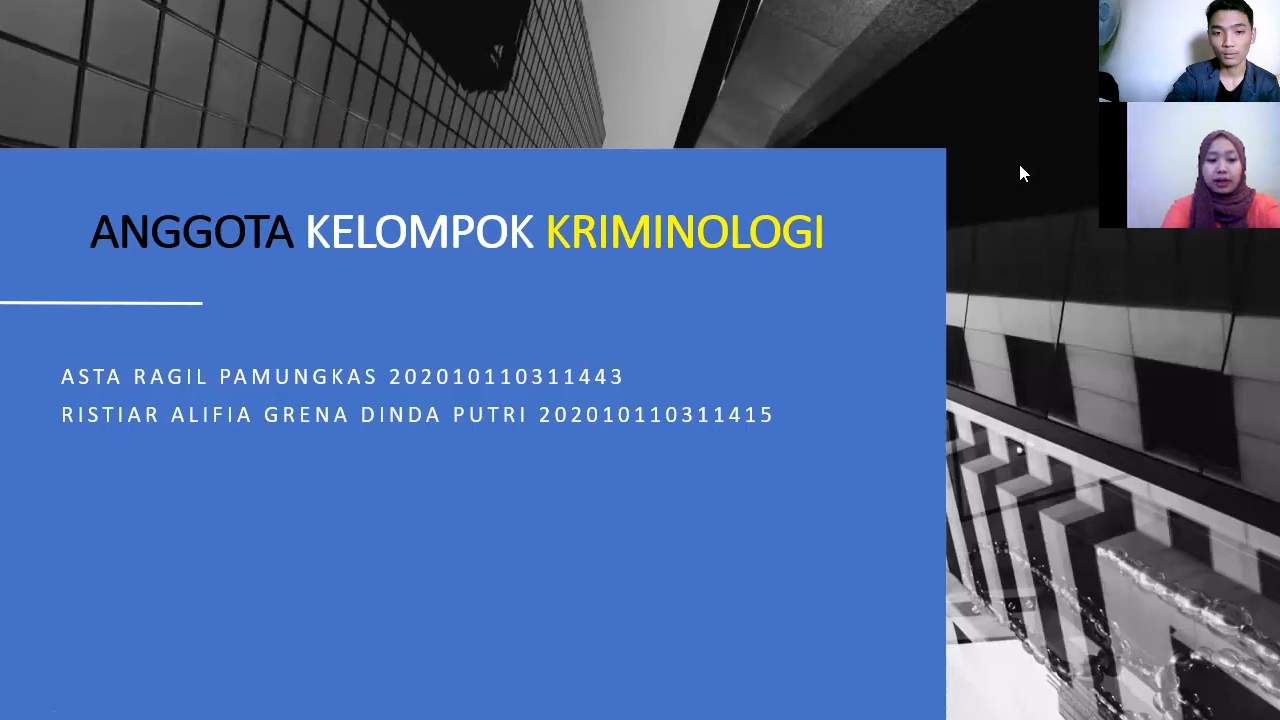 ANGGOTA KELOMPOK KRIMINOLOGI
ASTA RAGIL PAMUNGKAS 202010110311443
RISTIAR ALIFIA GRENA DINDA PUTRI 202010110311415